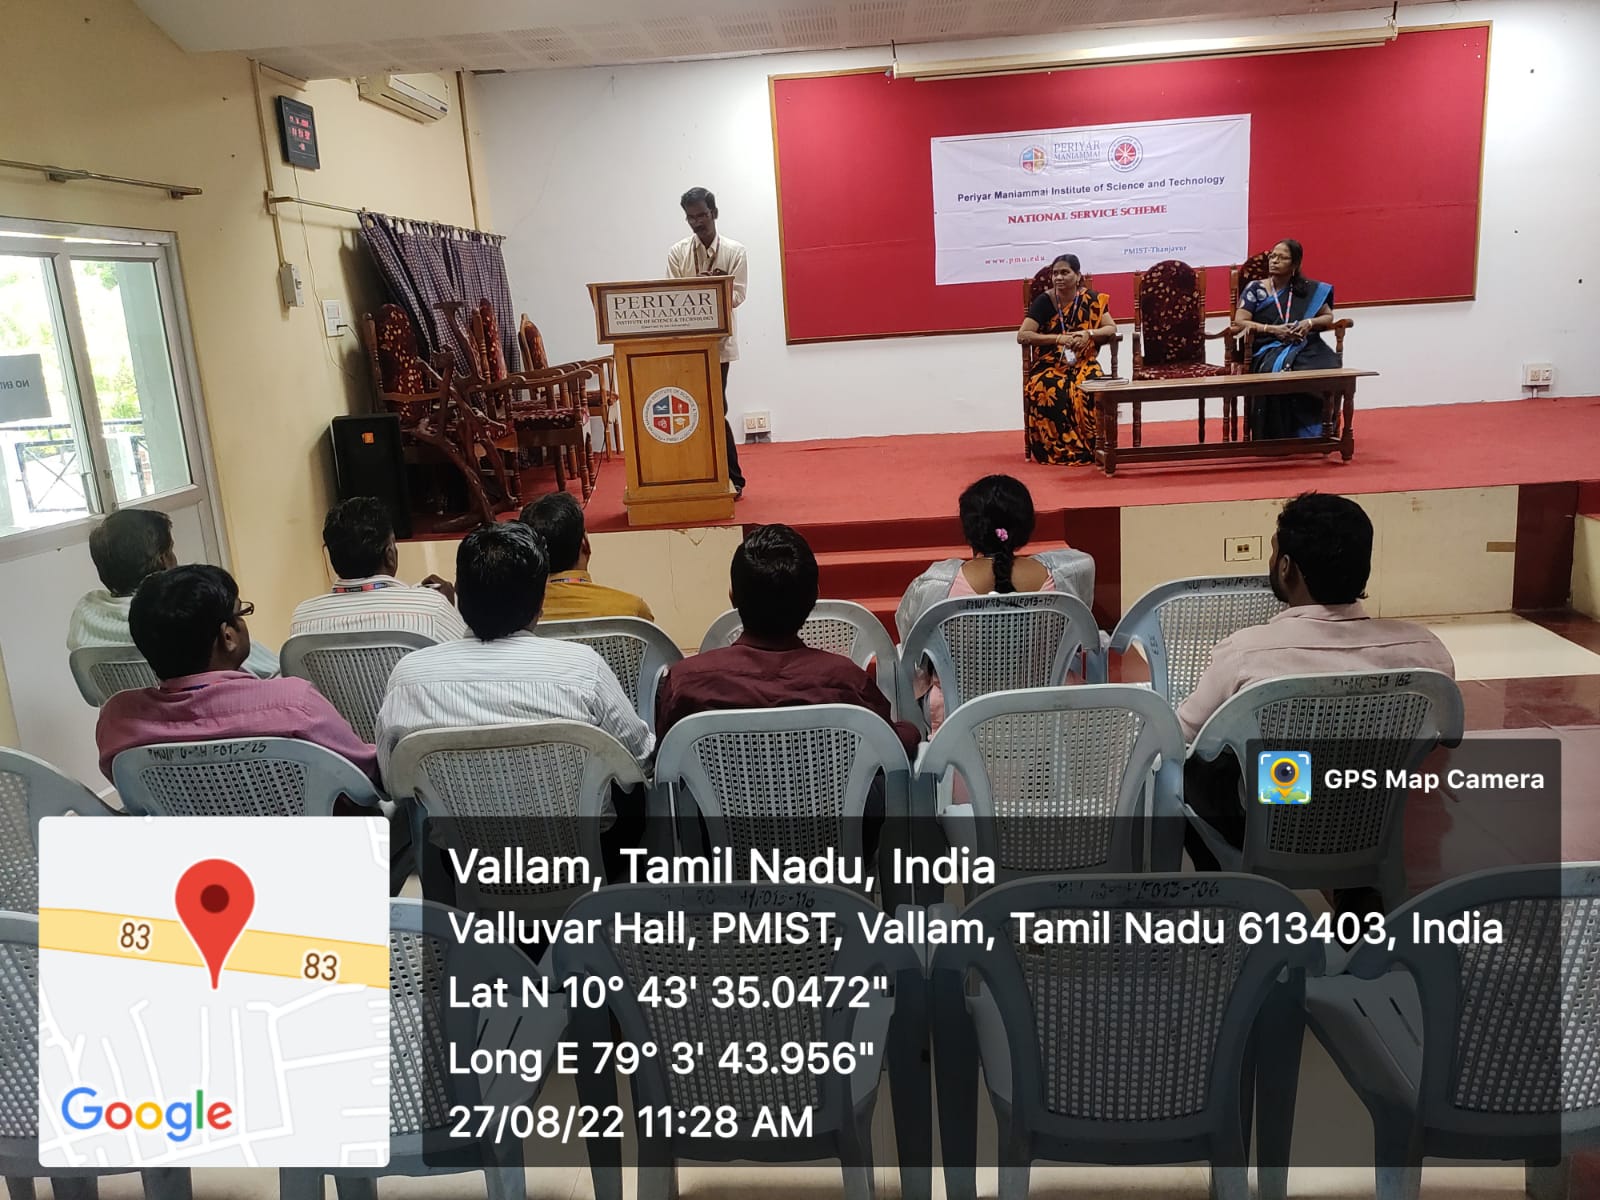 PERIYAR
MANIAMMAI
Periyar Maniammai Institute of Science and Technology
NATIONAL SERVICE SCHEME
PMIST-Thanjavur
www.pmu.edu
PERIYAR
MANIAMMAI
INSTITUTE OF SCIENCE & TECHNOLOGY
NO EN
GPS Map Camera
83
83
Google
Vallam, Tamil Nadu, India
Valluvar Hall, PMIST, Vallam, Tamil Nadu 613403, India
Lat N 10° 43' 35.0472"
Long E 79° 3' 43.956"
27/08/22 11:28 AM